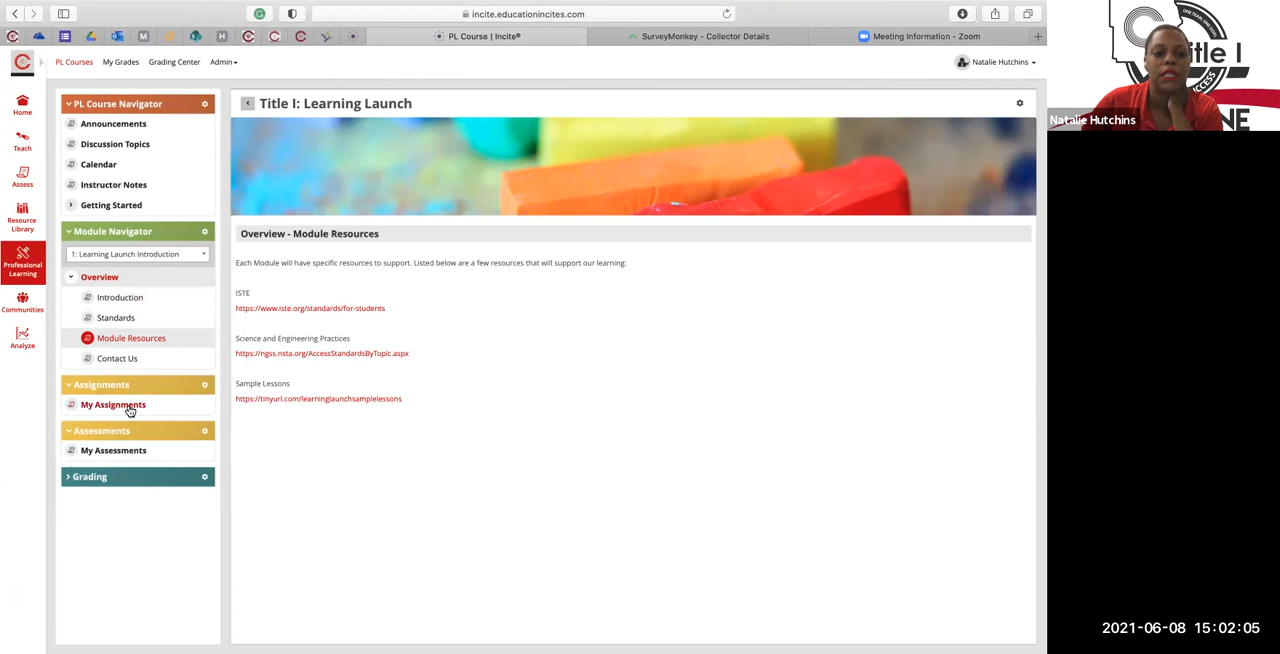 incite.educationincites.com
PL Course | Incite®
SurveyMonkey - Collector Details
Meeting Information - Zoom
PL Courses
My Grades
Grading Center
Admin
Natalie Hutchins
Home
Teach
Assess
Resource
Library
Professional
Learning
Communities
Analyze
PL Course Navigator
Announcements
Discussion Topics
Calendar
Instructor Notes
Getting Started
Module Navigator
1: Learning Launch Introduction
Overview
Introduction
Standards
Module Resources
Contact Us
Assignments
My Assignments
Assessments
My Assessments
Grading
Title I: Learning Launch
Overview - Module Resources
Each Module will have specific resources to support. Listed below are a few resources that will support our learning:
ISTE
https://www.iste.org/standards/for-students
Science and Engineering Practices
https://ngss.nsta.org/AccessStandardsByTopic.aspx
Sample Lessons
https://tinyurl.com/learninglaunchsamplelessons
ONE TEAM, ONE
Title I
SUCCESS
NE
Natalie Hutchins
2021-06-08 15:02:05